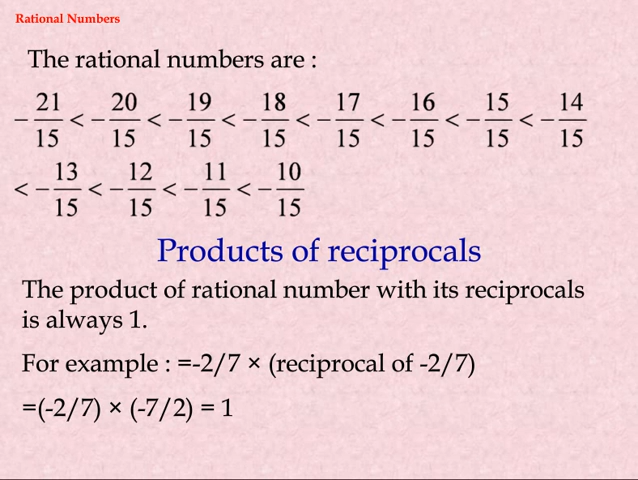 Rational Numbers
The rational numbers are :
-21/15 < -20/15 < -19/15 < -18/15 < -17/15 < -16/15 < -15/15 < -14/15
< -13/15 < -12/15 < -11/15 < -10/15
Products of reciprocals
The product of rational number with its reciprocals
is always 1.
For example : =-2/7 × (reciprocal of -2/7)
=(-2/7) × (-7/2) = 1